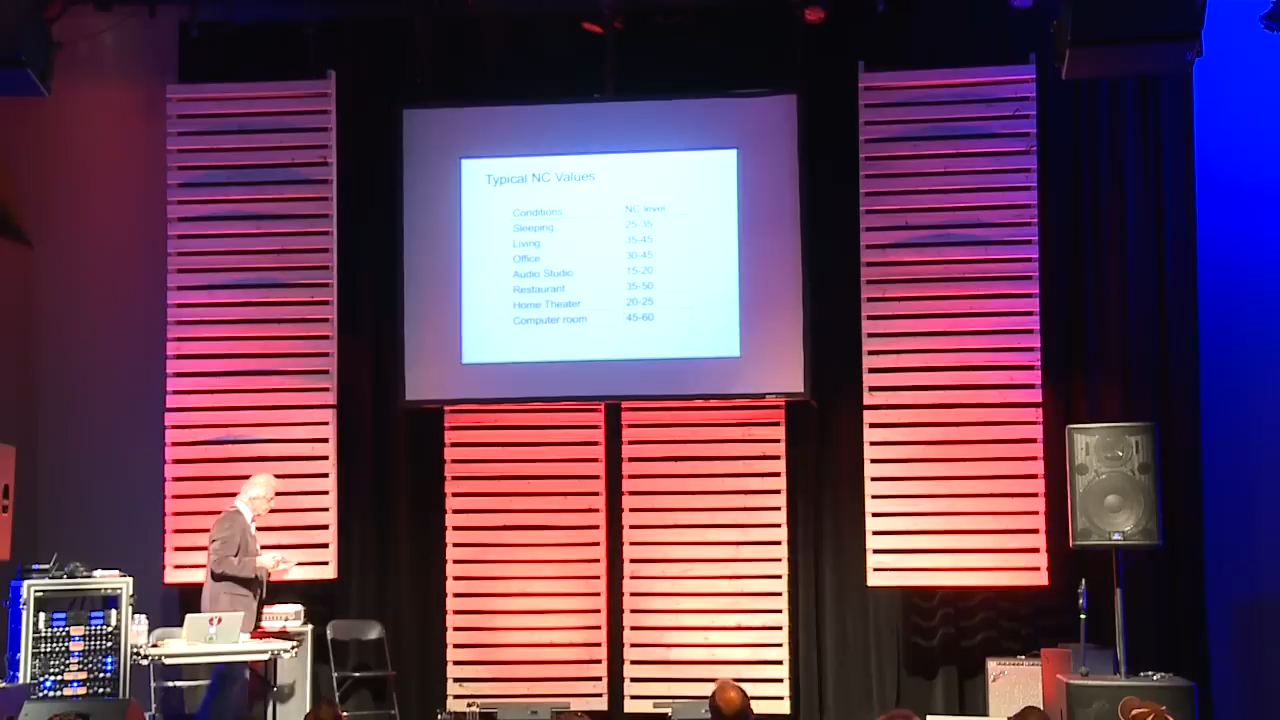 Typical NC Values
Conditions NC level
Sleeping 25-35
Living 35-45
Office 30-45
Audio Studio 15-20
Restaurant 35-50
Home Theater 20-25
Computer room 45-60